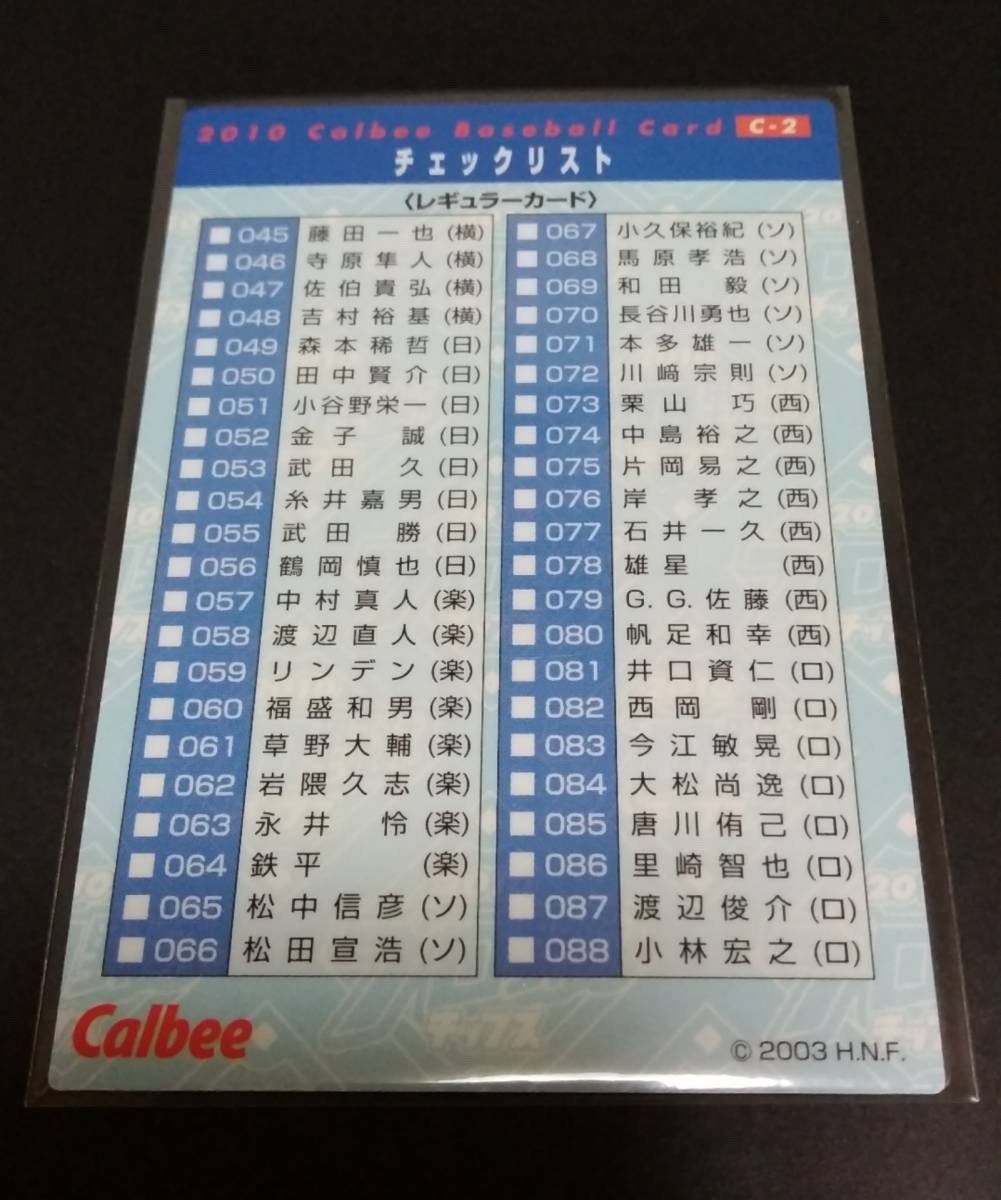 2010 Calbee Baseball Card C-2
チェックリスト
〈レギュラーカード〉
045 藤田一也(横)
046 寺原隼人(横)
047 佐伯貴弘(横)
048 吉村裕基(横)
049 森本稀哲(日)
050 田中賢介(日)
051 小谷野栄一(日)
052 金子 誠(日)
053 武田 久(日)
054 糸井嘉男(日)
055 武田 勝(日)
056 鶴岡慎也(日)
057 中村真人(楽)
058 渡辺直人(楽)
059 リンデン(楽)
060 福盛和男(楽)
061 草野大輔(楽)
062 岩隈久志(楽)
063 永井 怜(楽)
064 鉄平(楽)
065 松中信彦(ソ)
066 松田宣浩(ソ)
067 小久保裕紀(ソ)
068 馬原孝浩(ソ)
069 和田 毅(ソ)
070 長谷川勇也(ソ)
071 本多雄一(ソ)
072 川﨑宗則(ソ)
073 栗山 巧(西)
074 中島裕之(西)
075 片岡易之(西)
076 岸 孝之(西)
077 石井一久(西)
078 雄星(西)
079 G.G.佐藤(西)
080 帆足和幸(西)
081 井口資仁(ロ)
082 西岡 剛(ロ)
083 今江敏晃(ロ)
084 大松尚逸(ロ)
085 唐川侑己(ロ)
086 里崎智也(ロ)
087 渡辺俊介(ロ)
088 小林宏之(ロ)
チップス
Calbee
© 2003 H.N.F.